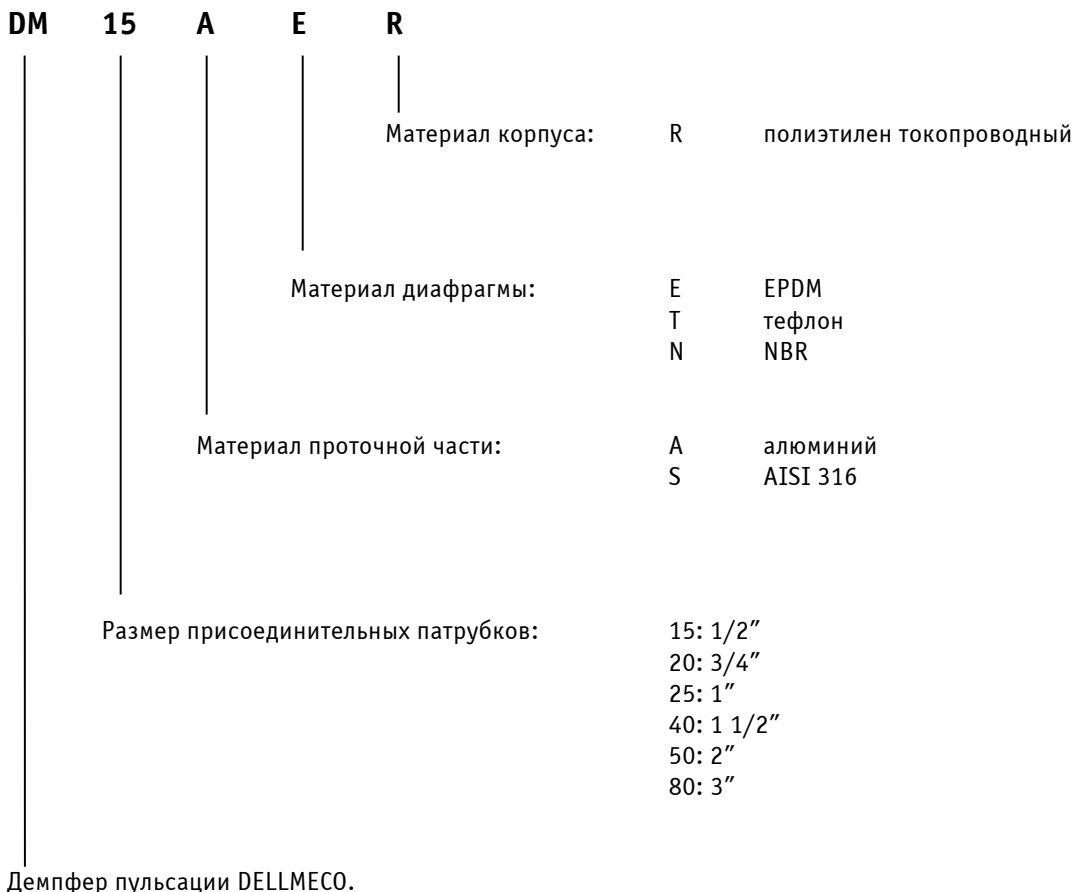 DM 15 A E R
Материал корпуса: R полиэтилен токопроводный
Материал диафрагмы: E EPDM
T тефлон
N NBR
Материал проточной части: A алюминий
S AISI 316
Размер присоединительных патрубков: 15: 1/2″
20: 3/4″
25: 1″
40: 1 1/2″
50: 2″
80: 3″
Демпфер пульсации DELLMECO.